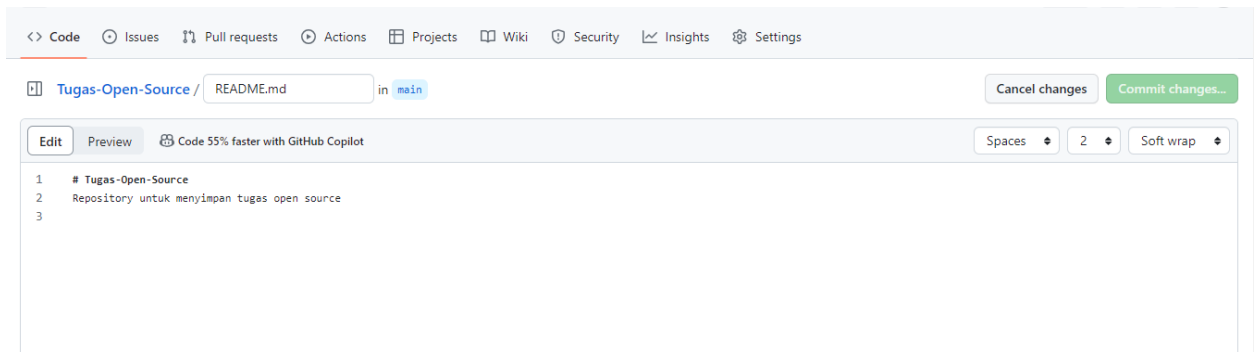 <> Code Issues Pull requests Actions Projects Wiki Security Insights Settings
Tugas-Open-Source / README.md in main Cancel changes Commit changes...
Edit Preview Code 55% faster with GitHub Copilot Spaces 2 Soft wrap
1 # Tugas-Open-Source
2 Repository untuk menyimpan tugas open source
3